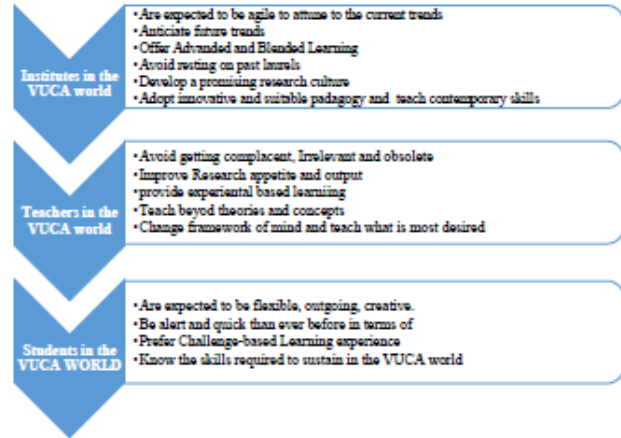 Institutes in the
VUCA world
•Are expected to be agile to attune to the current trends
•Anticiate future trends
•Offer Advanded and Blended Learning
•Avoid resting on past laurels
•Develop a promising research culture
•Adopt innovative and suitable padagogy and teach contemporary skills
Teachers in the
VUCA world
•Avoid getting complacent, Irrelevant and obsolete
•Improve Research appetite and output
•provide experiental based learniing
•Teach beyod theories and concepts
•Change framework of mind and teach what is most desired
Students in the
VUCA WORLD
•Are expected to be flexible, outgoing, creative.
•Be alert and quick than ever before in terms of
•Prefer Challenge-based Learning experience
•Know the skills required to sustain in the VUCA world